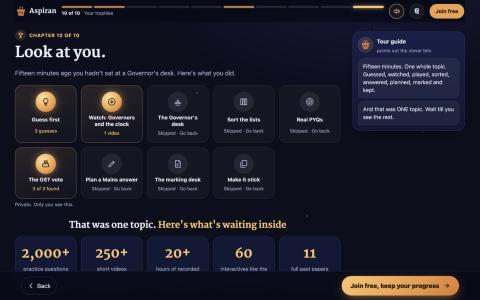 Aspiran
10 of 10 · Your trophies
Join free
CHAPTER 10 OF 10
Look at you.
Fifteen minutes ago you hadn't sat at a Governor's desk. Here's what you did.
Guess first
3 guesses
Watch: Governors
and the clock
1 video
The Governor's
desk
Skipped · Go back
Sort the lists
Skipped · Go back
Real PYQs
Skipped · Go back
The GST vote
3 of 3 found
Plan a Mains answer
Skipped · Go back
The marking desk
Skipped · Go back
Make it stick
Skipped · Go back
Private. Only you see this.
Tour guide
points out the clever bits
Fifteen minutes. One whole topic.
Guessed, watched, played, sorted,
answered, planned, marked and
kept.
And that was ONE topic. Wait till you
see the rest.
That was one topic. Here's what's waiting inside
2,000+
practice questions
250+
short videos
20+
hours of recorded
60
interactives like the
11
full past papers
Back
Join free, keep your progress →